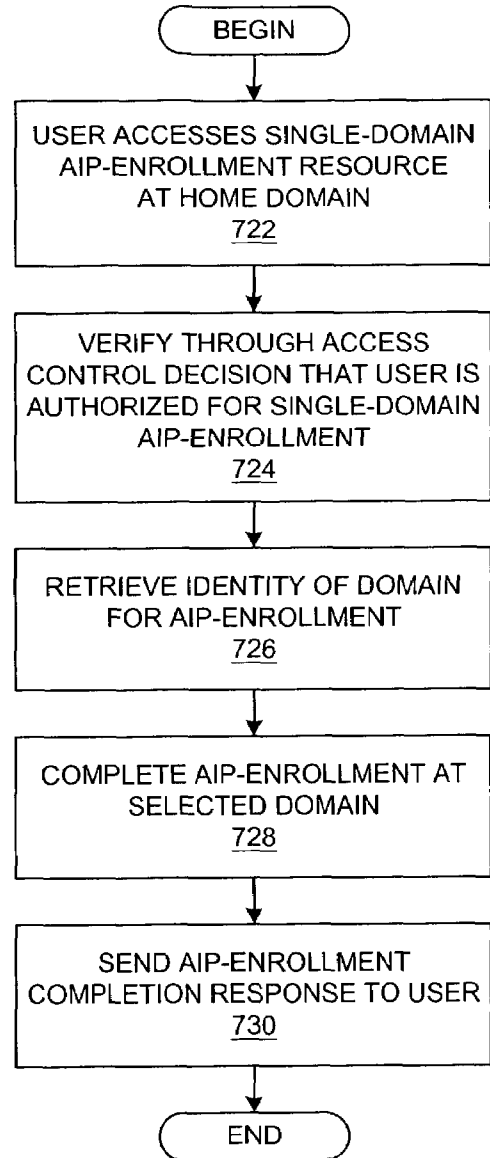 BEGIN
USER ACCESSES SINGLE-DOMAIN
AIP-ENROLLMENT RESOURCE
AT HOME DOMAIN
722
VERIFY THROUGH ACCESS
CONTROL DECISION THAT USER IS
AUTHORIZED FOR SINGLE-DOMAIN
AIP-ENROLLMENT
724
RETRIEVE IDENTITY OF DOMAIN
FOR AIP-ENROLLMENT
726
COMPLETE AIP-ENROLLMENT AT
SELECTED DOMAIN
728
SEND AIP-ENROLLMENT
COMPLETION RESPONSE TO USER
730
END